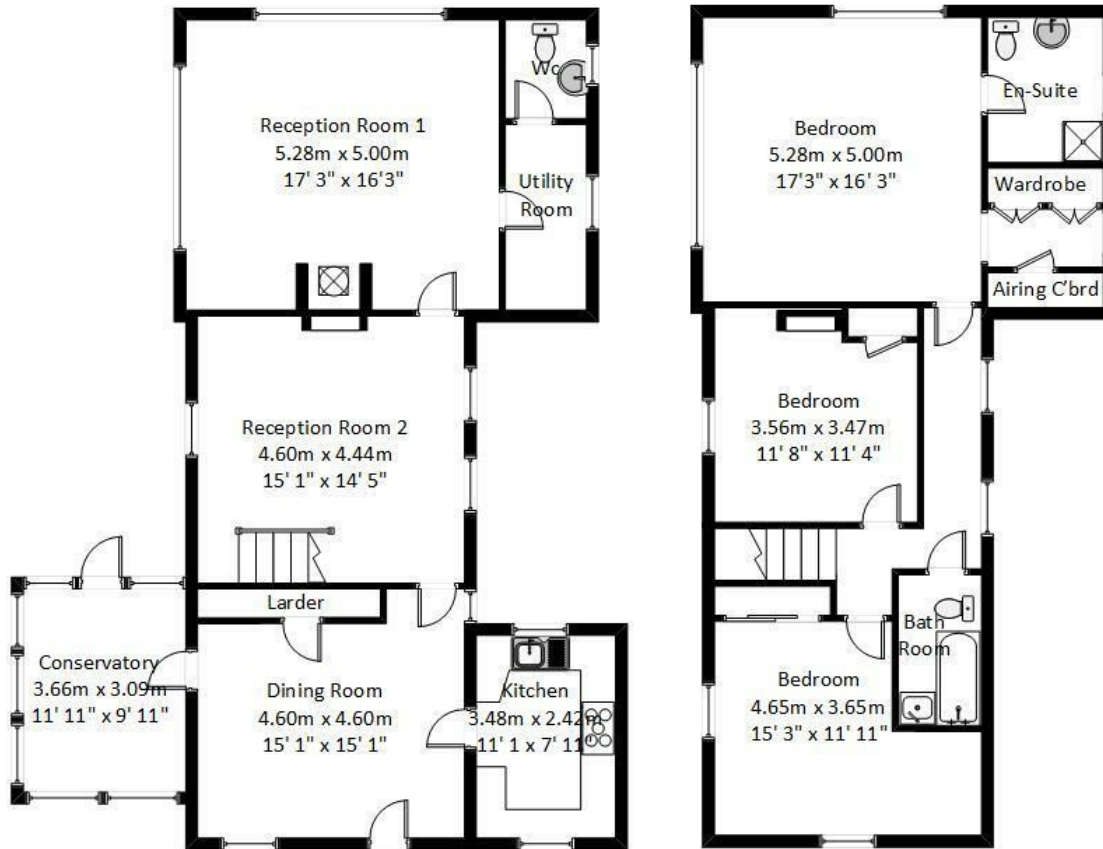 Reception Room 1
5.28m x 5.00m
17' 3" x 16'3"
Wc
Utility
Room
Reception Room 2
4.60m x 4.44m
15' 1" x 14' 5"
Larder
Conservatory
3.66m x 3.09m
11' 11" x 9' 11"
Dining Room
4.60m x 4.60m
15' 1" x 15' 1"
Kitchen
3.48m x 2.42m
11' 1 x 7' 11"
Bedroom
5.28m x 5.00m
17'3" x 16' 3"
En-Suite
Wardrobe
Airing C'brd
Bedroom
3.56m x 3.47m
11' 8" x 11' 4"
Bath
Room
Bedroom
4.65m x 3.65m
15' 3" x 11' 11"